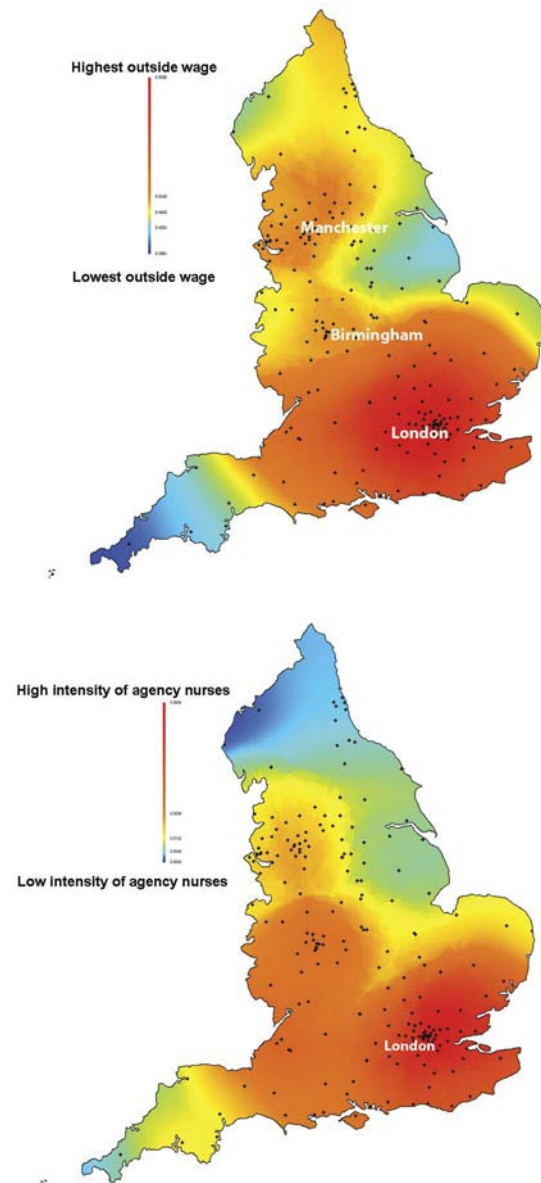 Highest outside wage
Manchester
Lowest outside wage
Birmingham
London
High intensity of agency nurses
Low intensity of agency nurses
London